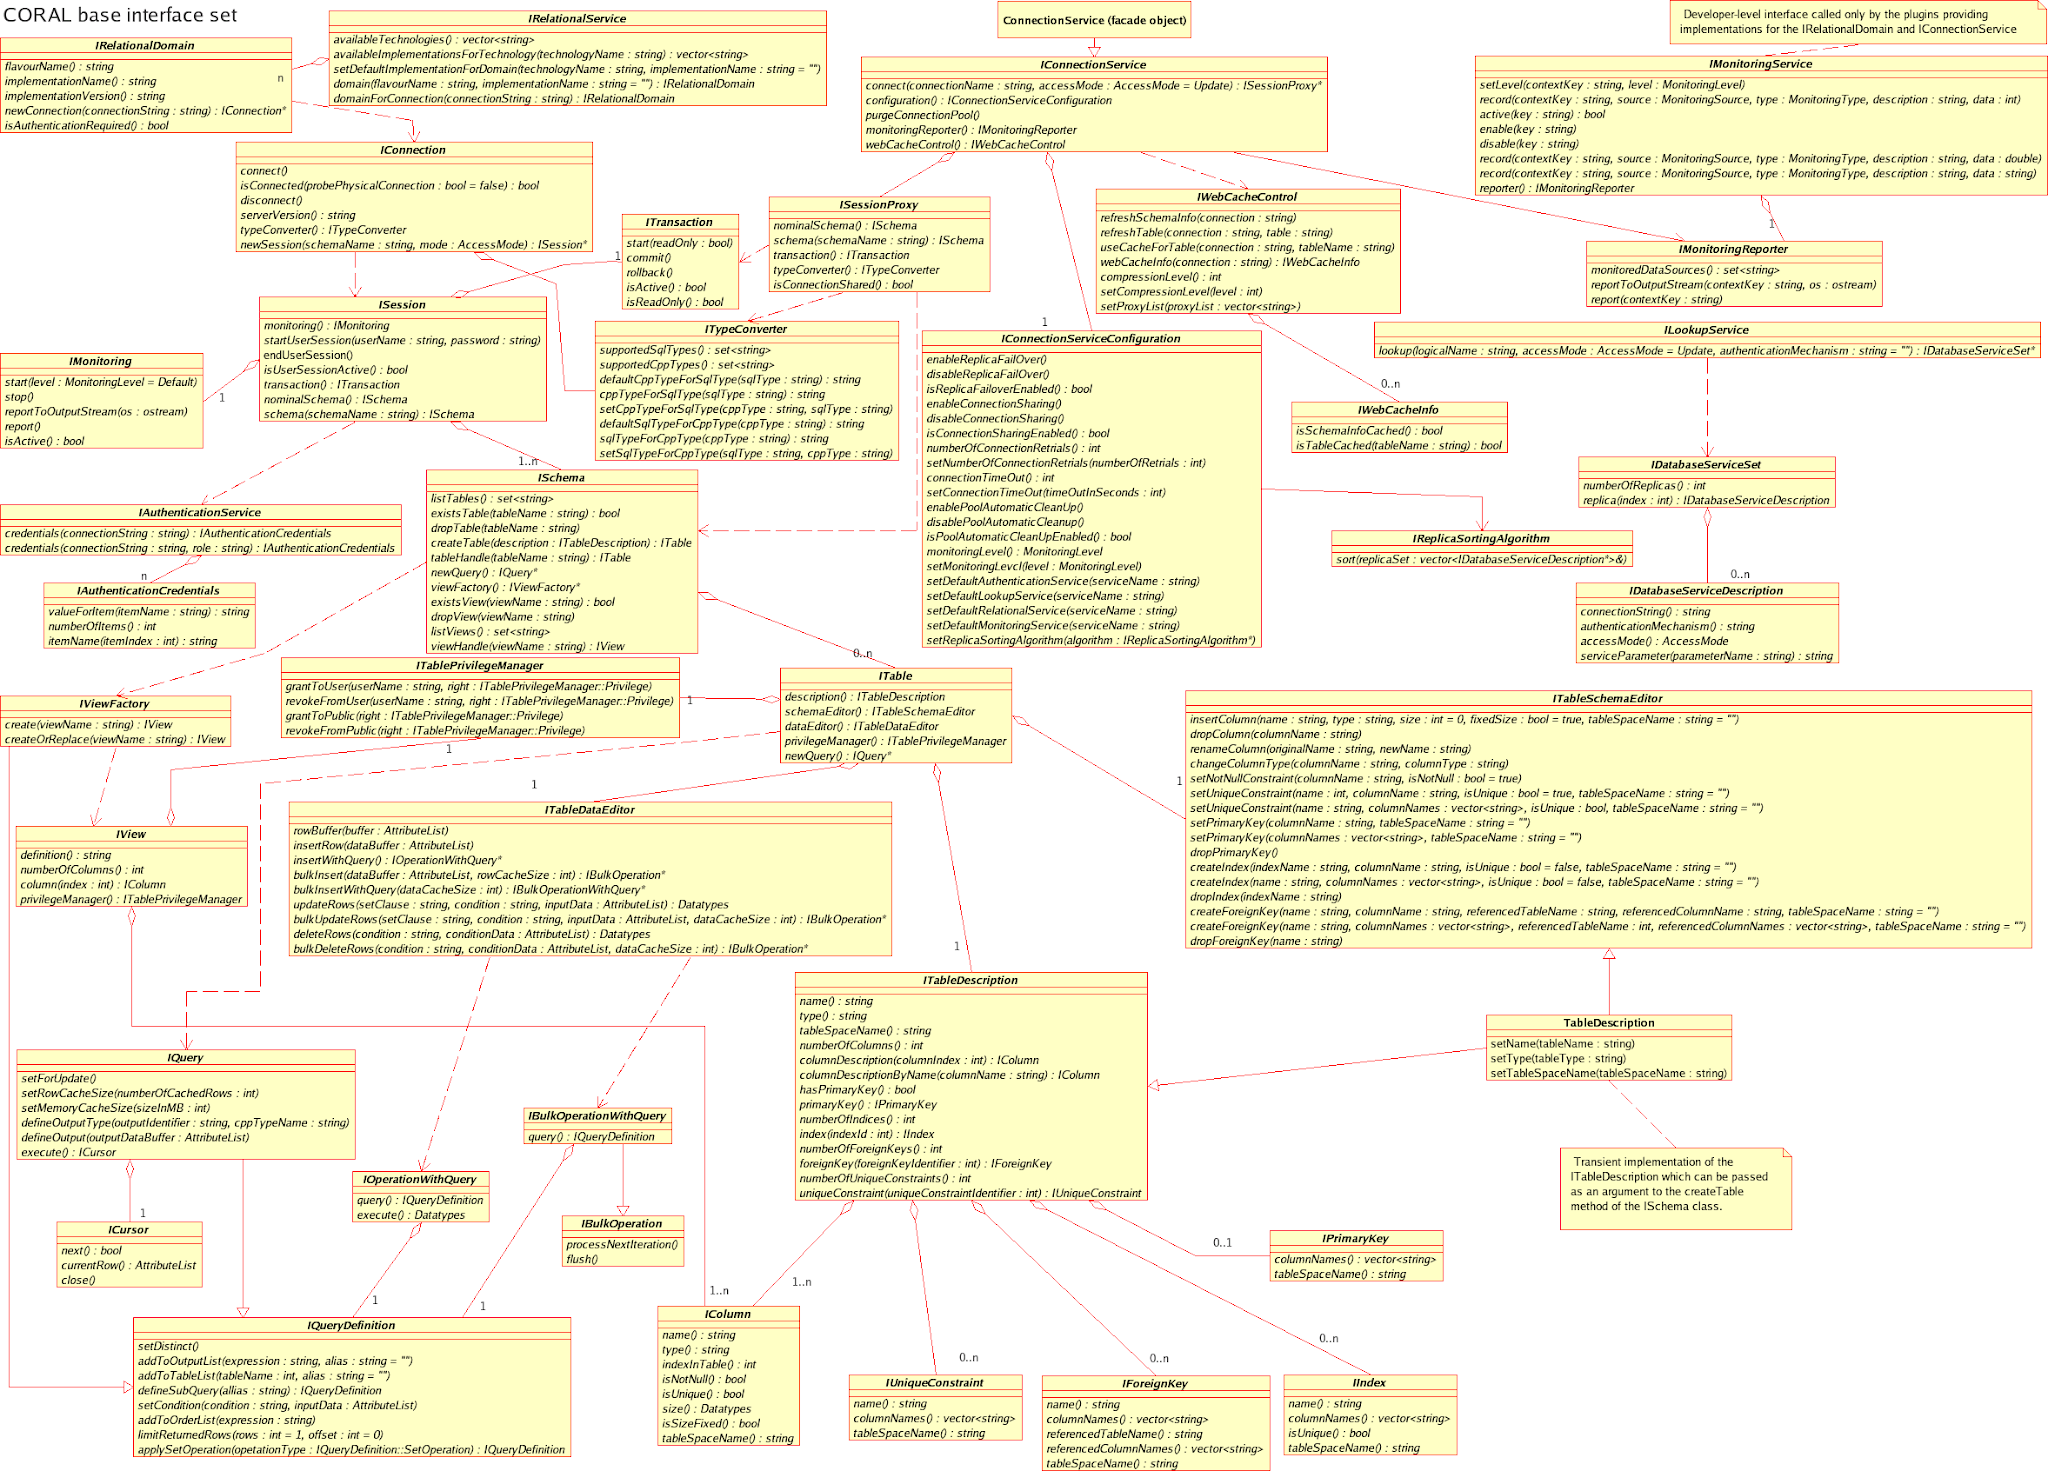 CORAL base interface set
IRelationalDomain
flavourName() : string
implementationName() : string
implementationVersion() : string
newConnection(connectionString : string) : IConnection*
isAuthenticationRequired() : bool
n
IRelationalService
availableTechnologies() : vector<string>
availableImplementationsForTechnology(technologyName : string) : vector<string>
setDefaultImplementationForDomain(technologyName : string, implementationName : string = "")
domain(flavourName : string, implementationName : string = "") : IRelationalDomain
domainForConnection(connectionString : string) : IRelationalDomain
ConnectionService (facade object)
IConnectionService
connect(connectionName : string, accessMode : AccessMode = Update) : ISessionProxy*
configuration() : IConnectionServiceConfiguration
purgeConnectionPool()
monitoringReporter() : IMonitoringReporter
webCacheControl() : IWebCacheControl
Developer-level interface called only by the plugins providing
implementations for the IRelationalDomain and IConnectionService
IMonitoringService
setLevel(contextKey : string, level : MonitoringLevel)
record(contextKey : string, source : MonitoringSource, type : MonitoringType, description : string, data : int)
active(key : string) : bool
enable(key : string)
disable(key : string)
record(contextKey : string, source : MonitoringSource, type : MonitoringType, description : string, data : double)
record(contextKey : string, source : MonitoringSource, type : MonitoringType, description : string, data : string)
reporter() : IMonitoringReporter
1
IConnection
connect()
isConnected(probePhysicalConnection : bool = false) : bool
disconnect()
serverVersion() : string
typeConverter() : ITypeConverter
newSession(schemaName : string, mode : AccessMode) : ISession*
1
ITransaction
start(readOnly : bool)
commit()
rollback()
isActive() : bool
isReadOnly() : bool
ISessionProxy
nominalSchema() : ISchema
schema(schemaName : string) : ISchema
transaction() : ITransaction
typeConverter() : ITypeConverter
isConnectionShared() : bool
IWebCacheControl
refreshSchemaInfo(connection : string)
refreshTable(connection : string, table : string)
useCacheForTable(connection : string, tableName : string)
webCacheInfo(connection : string) : IWebCacheInfo
compressionLevel() : int
setCompressionLevel(level : int)
setProxyList(proxyList : vector<string>)
IMonitoringReporter
monitoredDataSources() : set<string>
reportToOutputStream(contextKey : string, os : ostream)
report(contextKey : string)
ISession
monitoring() : IMonitoring
startUserSession(userName : string, password : string)
endUserSession()
isUserSessionActive() : bool
transaction() : ITransaction
nominalSchema() : ISchema
schema(schemaName : string) : ISchema
IMonitoring
start(level : MonitoringLevel = Default)
stop()
reportToOutputStream(os : ostream)
report()
isActive() : bool
1
ITypeConverter
supportedSqlTypes() : set<string>
supportedCppTypes() : set<string>
defaultCppTypeForSqlType(sqlType : string) : string
cppTypeForSqlType(sqlType : string) : string
setCppTypeForSqlType(cppType : string, sqlType : string)
defaultSqlTypeForCppType(cppType : string) : string
sqlTypeForCppType(cppType : string) : string
setSqlTypeForCppType(sqlType : string, cppType : string)
1
IConnectionServiceConfiguration
enableReplicaFailOver()
disableReplicaFailOver()
isReplicaFailoverEnabled() : bool
enableConnectionSharing()
disableConnectionSharing()
isConnectionSharingEnabled() : bool
numberOfConnectionRetrials() : int
setNumberOfConnectionRetrials(numberOfRetrials : int)
connectionTimeOut() : int
setConnectionTimeOut(timeOutInSeconds : int)
enablePoolAutomaticCleanUp()
disablePoolAutomaticCleanup()
isPoolAutomaticCleanUpEnabled() : bool
monitoringLevel() : MonitoringLevel
setMonitoringLevel(level : MonitoringLevel)
setDefaultAuthenticationService(serviceName : string)
setDefaultLookupService(serviceName : string)
setDefaultRelationalService(serviceName : string)
setDefaultMonitoringService(serviceName : string)
setReplicaSortingAlgorithm(algorithm : IReplicaSortingAlgorithm*)
ILookupService
lookup(logicalName : string, accessMode : AccessMode = Update, authenticationMechanism : string = "") : IDatabaseServiceSet*
0..n
IWebCacheInfo
isSchemaInfoCached() : bool
isTableCached(tableName : string) : bool
IDatabaseServiceSet
numberOfReplicas() : int
replica(index : int) : IDatabaseServiceDescription
IReplicaSortingAlgorithm
sort(replicaSet : vector<IDatabaseServiceDescription*>&)
0..n
IDatabaseServiceDescription
connectionString() : string
authenticationMechanism() : string
accessMode() : AccessMode
serviceParameter(parameterName : string) : string
1..n
ISchema
listTables() : set<string>
existsTable(tableName : string) : bool
dropTable(tableName : string)
createTable(description : ITableDescription) : ITable
tableHandle(tableName : string) : ITable
newQuery() : IQuery*
viewFactory() : IViewFactory*
existsView(viewName : string) : bool
dropView(viewName : string)
listViews() : set<string>
viewHandle(viewName : string) : IView
IAuthenticationService
credentials(connectionString : string) : IAuthenticationCredentials
credentials(connectionString : string, role : string) : IAuthenticationCredentials
n
IAuthenticationCredentials
valueForItem(itemName : string) : string
numberOfItems() : int
itemName(itemIndex : int) : string
0..n
ITablePrivilegeManager
grantToUser(userName : string, right : ITablePrivilegeManager::Privilege)
revokeFromUser(userName : string, right : ITablePrivilegeManager::Privilege)
grantToPublic(right : ITablePrivilegeManager::Privilege)
revokeFromPublic(right : ITablePrivilegeManager::Privilege)
1
1
ITable
description() : ITableDescription
schemaEditor() : ITableSchemaEditor
dataEditor() : ITableDataEditor
privilegeManager() : ITablePrivilegeManager
newQuery() : IQuery*
IViewFactory
create(viewName : string) : IView
createOrReplace(viewName : string) : IView
1
ITableSchemaEditor
insertColumn(name : string, type : string, size : int = 0, fixedSize : bool = true, tableSpaceName : string = "")
dropColumn(columnName : string)
renameColumn(originalName : string, newName : string)
changeColumnType(columnName : string, columnType : string)
setNotNullConstraint(columnName : string, isNotNull : bool = true)
setUniqueConstraint(name : int, columnName : string, isUnique : bool = true, tableSpaceName : string = "")
setUniqueConstraint(name : string, columnNames : vector<string>, isUnique : bool, tableSpaceName : string = "")
setPrimaryKey(columnName : string, tableSpaceName : string = "")
setPrimaryKey(columnNames : vector<string>, tableSpaceName : string = "")
dropPrimaryKey()
createIndex(indexName : string, columnName : string, isUnique : bool = false, tableSpaceName : string = "")
createIndex(name : string, columnNames : vector<string>, isUnique : bool = false, tableSpaceName : string = "")
dropIndex(indexName : string)
createForeignKey(name : string, columnName : string, referencedTableName : string, referencedColumnName : string, tableSpaceName : string = "")
createForeignKey(name : string, columnNames : vector<string>, referencedTableName : int, referencedColumnNames : vector<string>, tableSpaceName : string = "")
dropForeignKey(name : string)
1
ITableDataEditor
rowBuffer(buffer : AttributeList)
insertRow(dataBuffer : AttributeList)
insertWithQuery() : IOperationWithQuery*
bulkInsert(dataBuffer : AttributeList, rowCacheSize : int) : IBulkOperation*
bulkInsertWithQuery(dataCacheSize : int) : IBulkOperationWithQuery*
updateRows(setClause : string, condition : string, inputData : AttributeList) : Datatypes
bulkUpdateRows(setClause : string, condition : string, inputData : AttributeList, dataCacheSize : int) : IBulkOperation*
deleteRows(condition : string, conditionData : AttributeList) : Datatypes
bulkDeleteRows(condition : string, conditionData : AttributeList, dataCacheSize : int) : IBulkOperation*
IView
definition() : string
numberOfColumns() : int
column(index : int) : IColumn
privilegeManager() : ITablePrivilegeManager
1
ITableDescription
name() : string
type() : string
tableSpaceName() : string
numberOfColumns() : int
columnDescription(columnIndex : int) : IColumn
columnDescriptionByName(columnName : string) : IColumn
hasPrimaryKey() : bool
primaryKey() : IPrimaryKey
numberOfIndices() : int
index(indexId : int) : IIndex
numberOfForeignKeys() : int
foreignKey(foreignKeyIdentifier : int) : IForeignKey
numberOfUniqueConstraints() : int
uniqueConstraint(uniqueConstraintIdentifier : int) : IUniqueConstraint
TableDescription
setName(tableName : string)
setType(tableType : string)
setTableSpaceName(tableSpaceName : string)
Transient implementation of the
ITableDescription which can be passed
as an argument to the createTable
method of the ISchema class.
IQuery
setForUpdate()
setRowCacheSize(numberOfCachedRows : int)
setMemoryCacheSize(sizeInMB : int)
defineOutputType(outputIdentifier : string, cppTypeName : string)
defineOutput(outputDataBuffer : AttributeList)
execute() : ICursor
IBulkOperationWithQuery
query() : IQueryDefinition
IOperationWithQuery
query() : IQueryDefinition
execute() : Datatypes
1
ICursor
next() : bool
currentRow() : AttributeList
close()
IBulkOperation
processNextIteration()
flush()
0..1
IPrimaryKey
columnNames() : vector<string>
tableSpaceName() : string
1
1
1..n
1..n
IQueryDefinition
setDistinct()
addToOutputList(expression : string, alias : string = "")
addToTableList(tableName : int, alias : string = "")
defineSubQuery(allias : string) : IQueryDefinition
setCondition(condition : string, inputData : AttributeList)
addToOrderList(expression : string)
limitReturnedRows(rows : int = 1, offset : int = 0)
applySetOperation(opetationType : IQueryDefinition::SetOperation) : IQueryDefinition
IColumn
name() : string
type() : string
indexInTable() : int
isNotNull() : bool
isUnique() : bool
size() : Datatypes
isSizeFixed() : bool
tableSpaceName() : string
0..n
IUniqueConstraint
name() : string
columnNames() : vector<string>
tableSpaceName() : string
0..n
IForeignKey
name() : string
columnNames() : vector<string>
referencedTableName() : string
referencedColumnNames() : vector<string>
tableSpaceName() : string
0..n
IIndex
name() : string
columnNames() : vector<string>
isUnique() : bool
tableSpaceName() : string